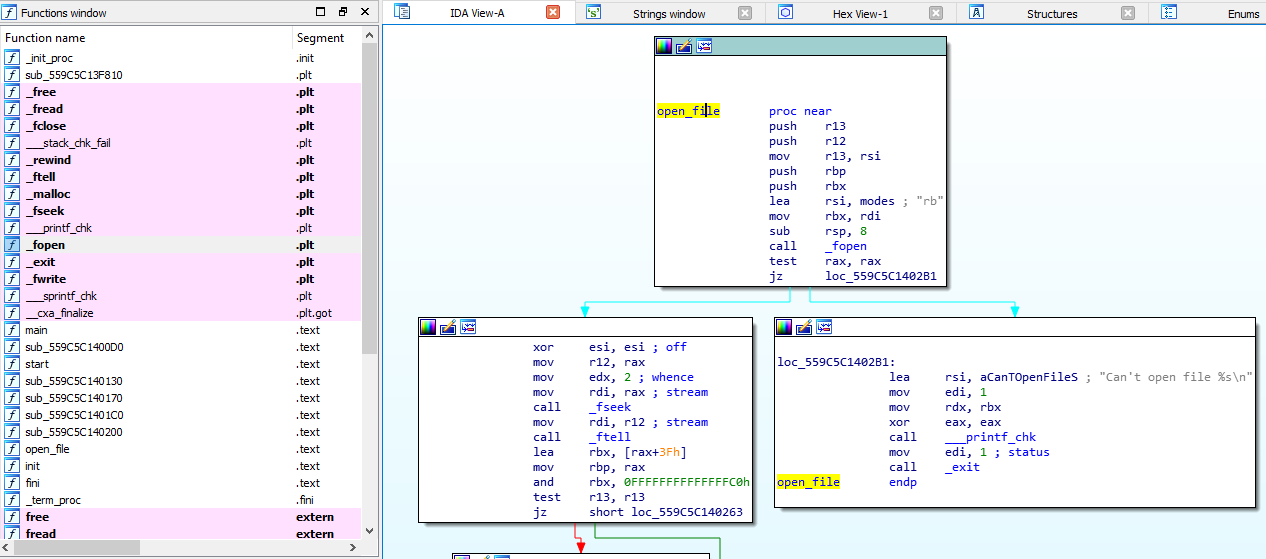 Functions window
Function name Segment
_init_proc .init
sub_559C5C13F810 .plt
_free .plt
_fread .plt
_fclose .plt
___stack_chk_fail .plt
_rewind .plt
_ftell .plt
_malloc .plt
_fseek .plt
___printf_chk .plt
_fopen .plt
_exit .plt
_fwrite .plt
___sprintf_chk .plt
__cxa_finalize .plt.got
main .text
sub_559C5C1400D0 .text
start .text
sub_559C5C140130 .text
sub_559C5C140170 .text
sub_559C5C1401C0 .text
sub_559C5C140200 .text
open_file .text
init .text
fini .text
_term_proc .fini
free extern
fread extern
IDA View-A Strings window Hex View-1 Structures Enums
open_file proc near
push r13
push r12
mov r13, rsi
push rbp
push rbx
lea rsi, modes ; "rb"
mov rbx, rdi
sub rsp, 8
call _fopen
test rax, rax
jz loc_559C5C1402B1
xor esi, esi ; off
mov r12, rax
mov edx, 2 ; whence
mov rdi, rax ; stream
call _fseek
mov rdi, r12 ; stream
call _ftell
lea rbx, [rax+3Fh]
mov rbp, rax
and rbx, 0FFFFFFFFFFFFFFC0h
test r13, r13
jz short loc_559C5C140263
loc_559C5C1402B1:
lea rsi, aCanTOpenFileS ; "Can't open file %s\n"
mov edi, 1
mov rdx, rbx
xor eax, eax
call ___printf_chk
mov edi, 1 ; status
call _exit
open_file endp